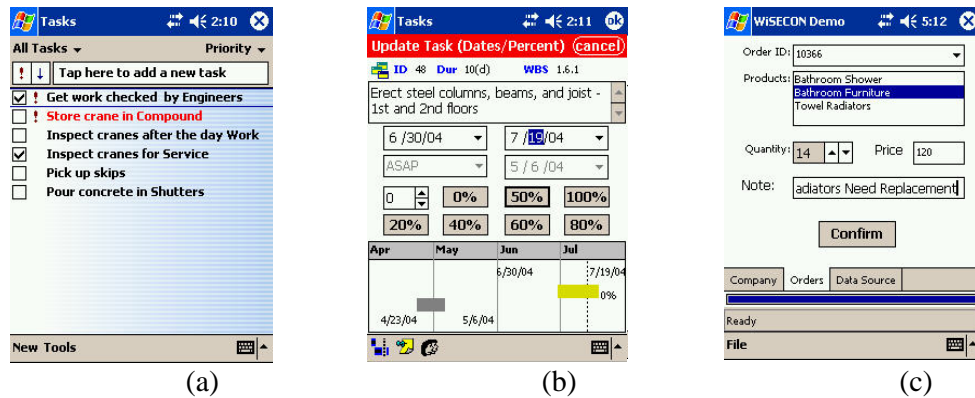 Tasks 2:10
All Tasks Priority
! ↓ Tap here to add a new task
! Get work checked by Engineers
! Store crane in Compound
Inspect cranes after the day Work
Inspect cranes for Service
Pick up skips
Pour concrete in Shutters
New Tools
(a)
Tasks 2:11 ok
Update Task (Dates/Percent) (cancel)
ID 48 Dur 10(d) WBS 1.6.1
Erect steel columns, beams, and joist -
1st and 2nd floors
6 /30/04 7 /19/04
ASAP 5 / 6 /04
0 0% 50% 100%
20% 40% 60% 80%
Apr May Jun Jul
6/30/04 7/19/04
0%
4/23/04 5/6/04
(b)
WiSECON Demo 5:12
Order ID: 10366
Products: Bathroom Shower
Bathroom Furniture
Towel Radiators
Quantity: 14 Price 120
Note: adiators Need Replacement
Confirm
Company Orders Data Source
Ready
File
(c)